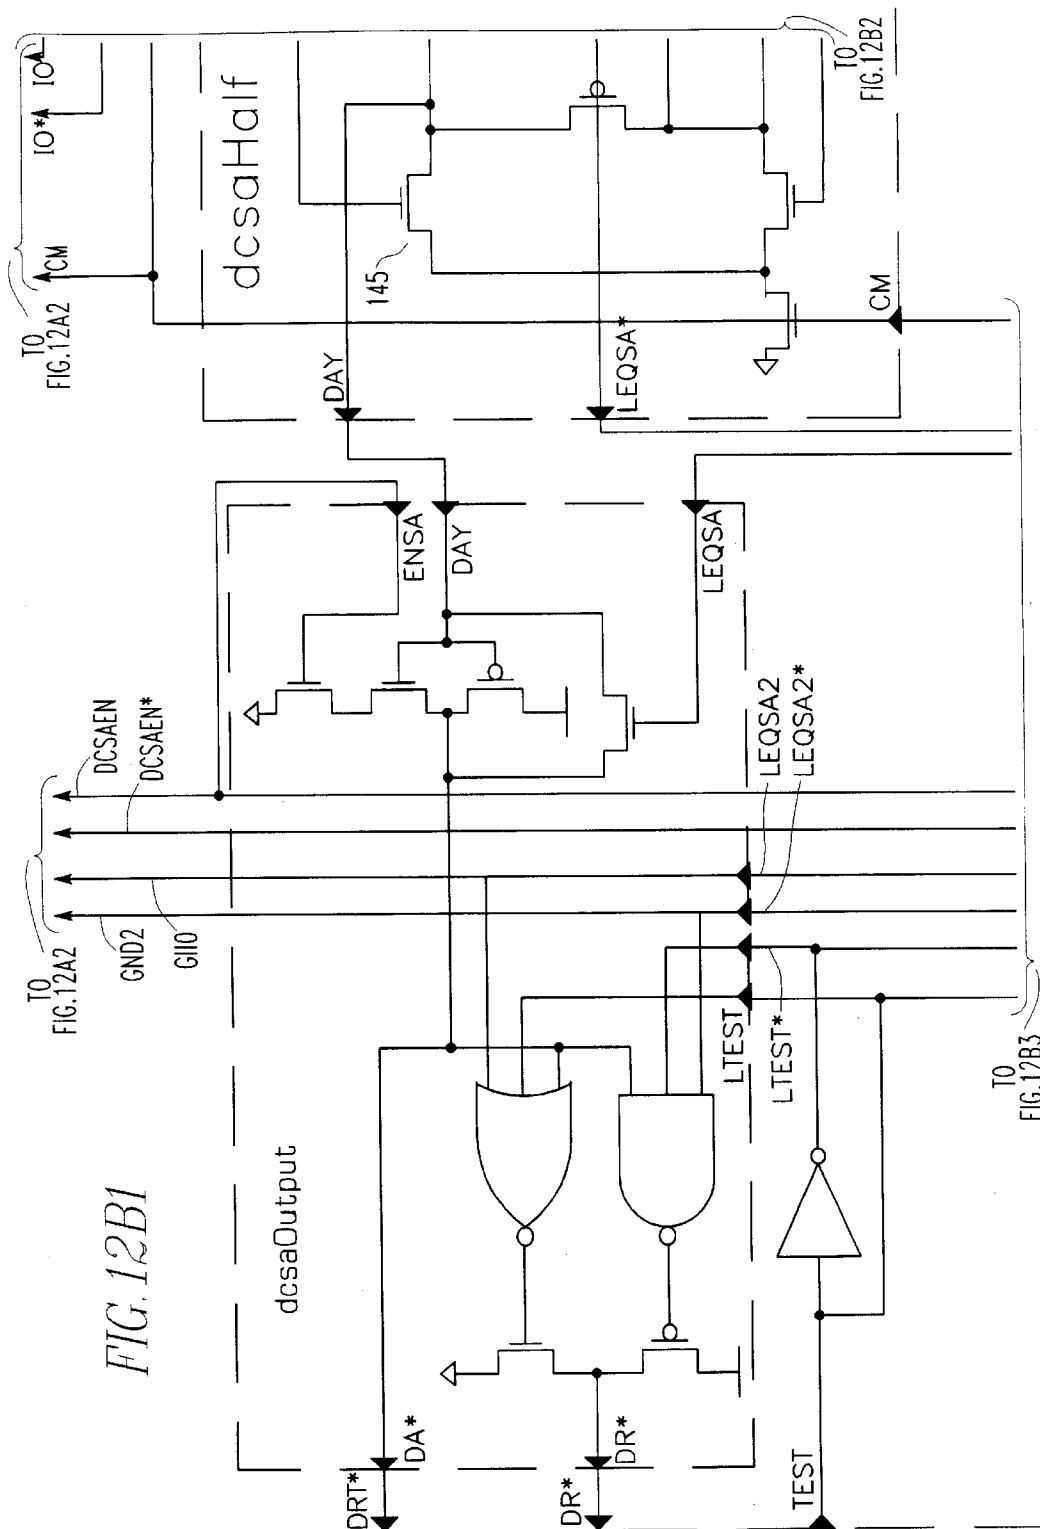 FIG. 12B1
TO
FIG.12A2
GND2
GIIO
DCSAEN*
DCSAEN
TO
FIG.12A2
CM
IO*
IO
dcsaOutput
dcsaHalf
DRT*
DA*
DR*
DR*
TEST
LTEST
LTEST*
LEQSA2
LEQSA2*
ENSA
DAY
LEQSA
DAY
LEQSA*
145
CM
TO
FIG.12B2
TO
FIG.12B3